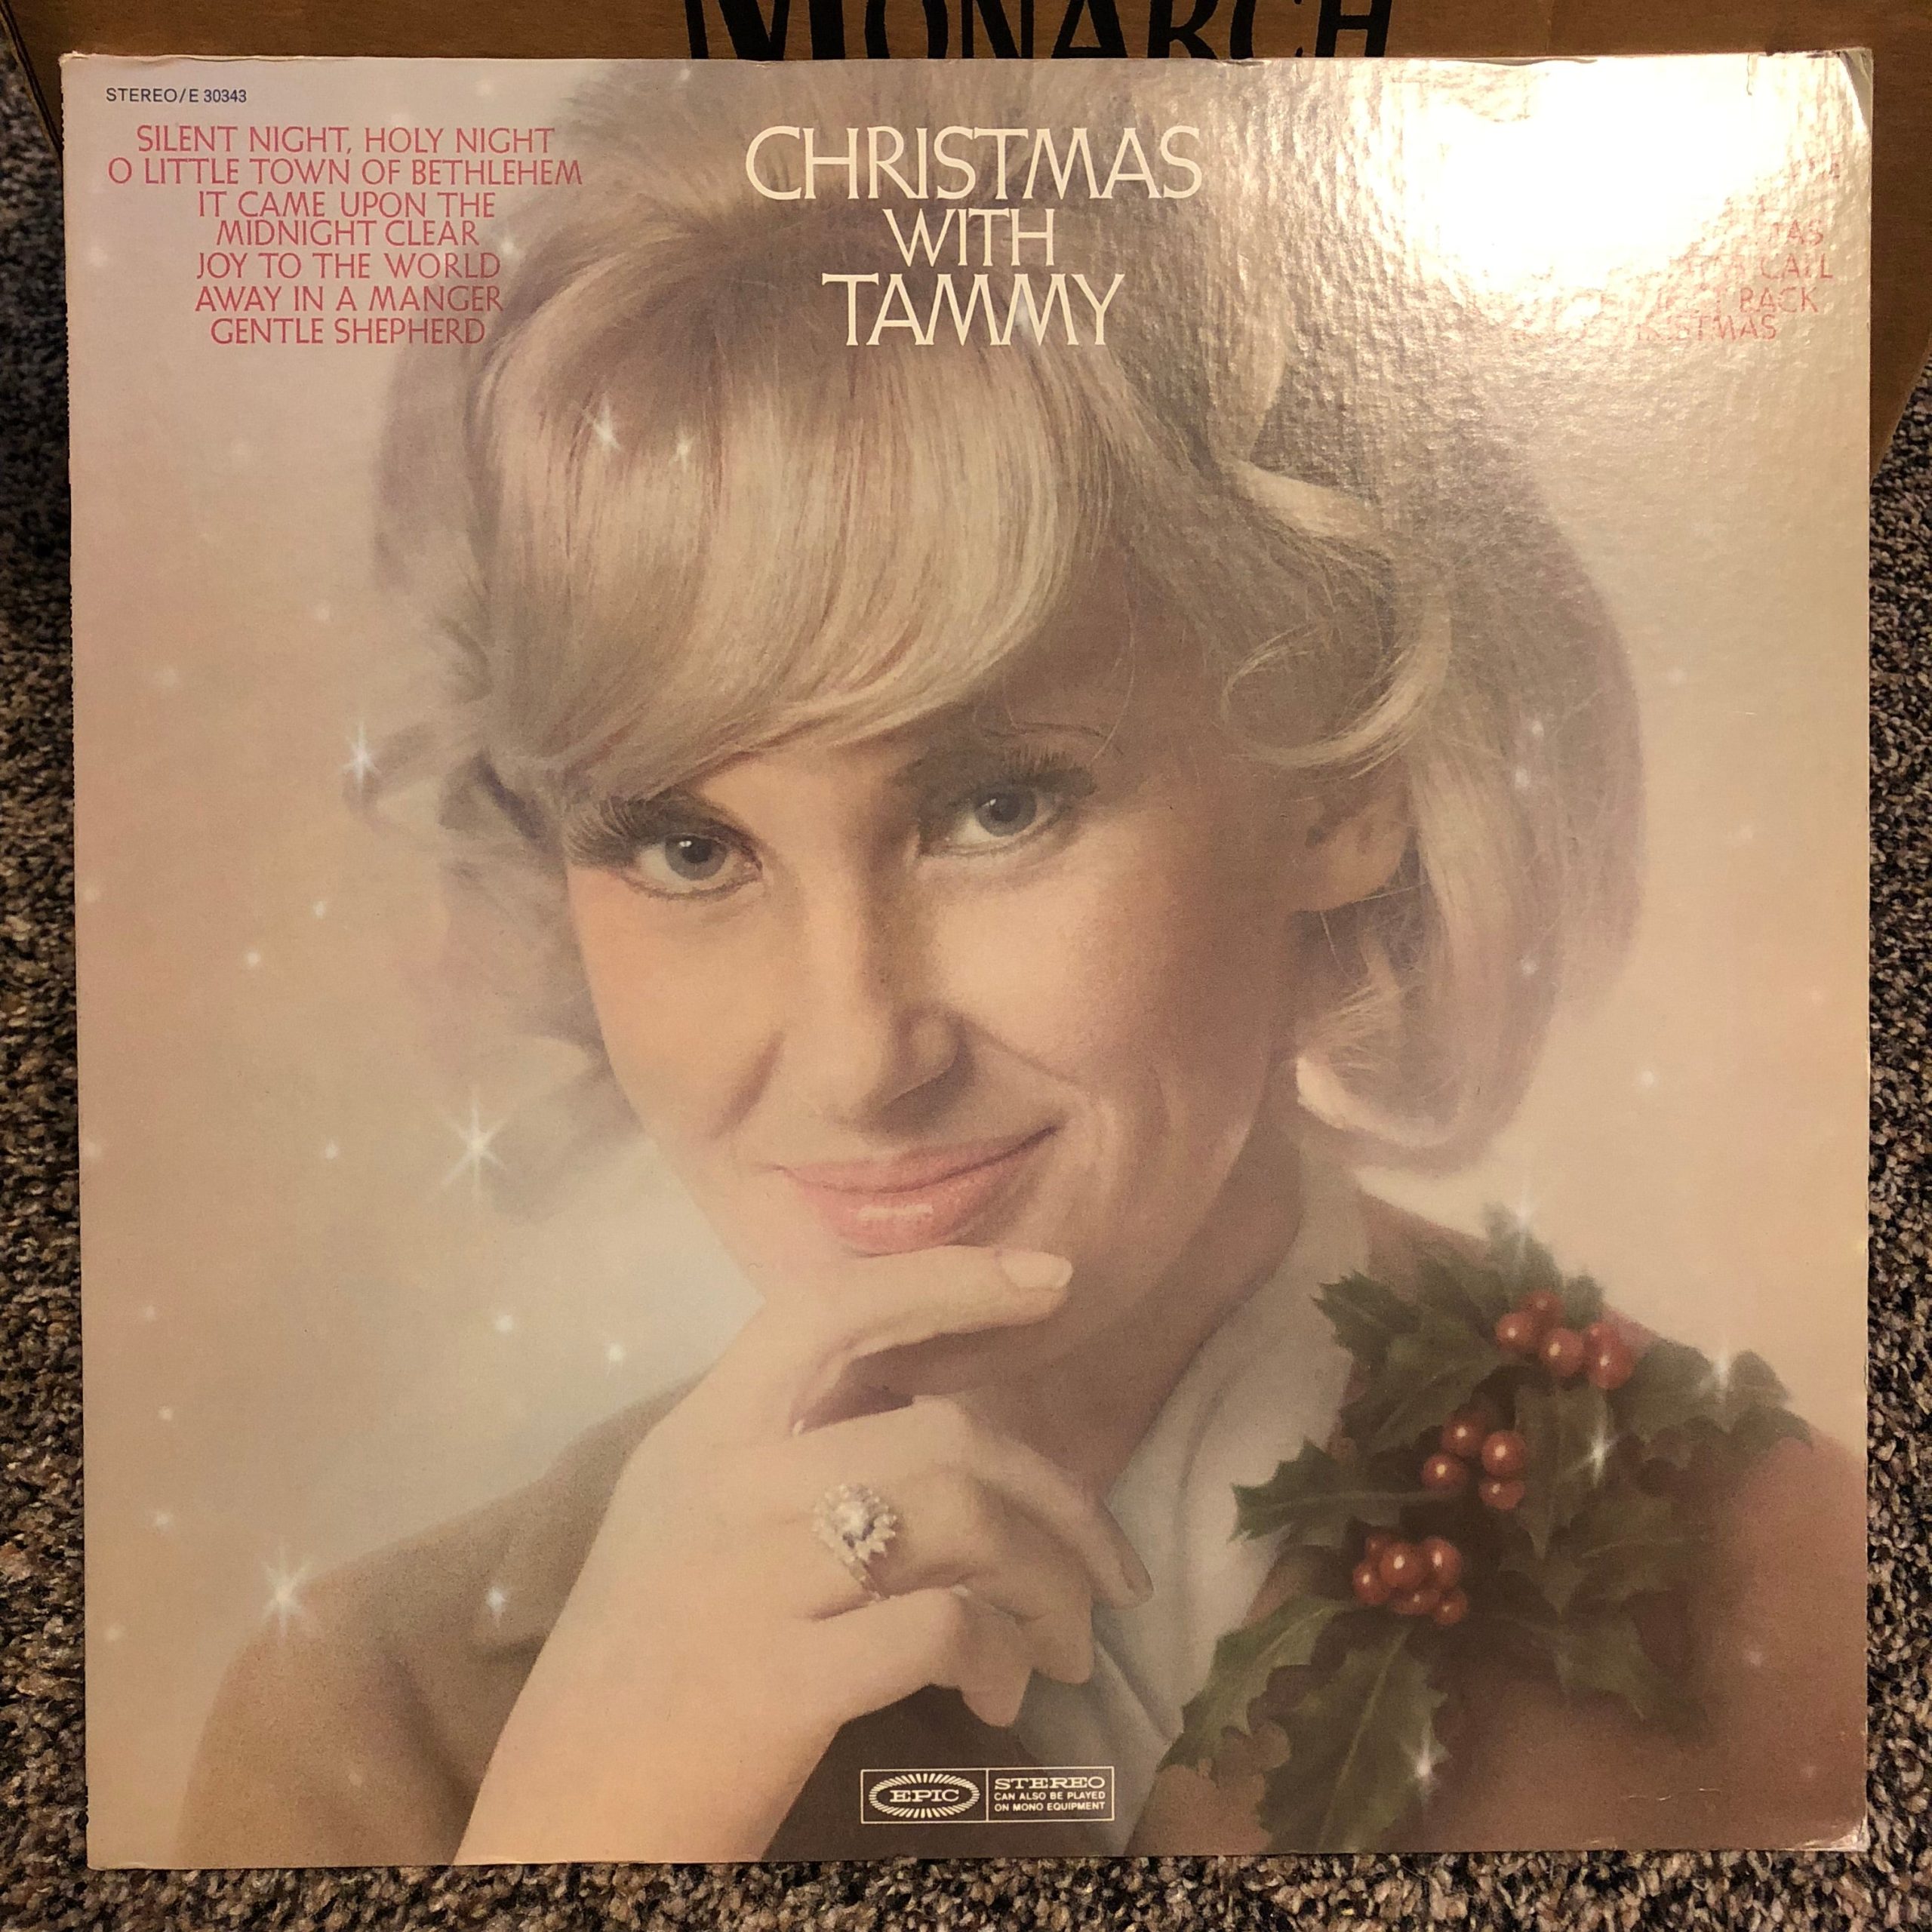 MONARCH
STEREO/E 30343
SILENT NIGHT, HOLY NIGHT
O LITTLE TOWN OF BETHLEHEM
IT CAME UPON THE
MIDNIGHT CLEAR
JOY TO THE WORLD
AWAY IN A MANGER
GENTLE SHEPHERD
CHRISTMAS
WITH
TAMMY
CALL
BACK
EPIC
STEREO
CAN ALSO BE PLAYED
ON MONO EQUIPMENT